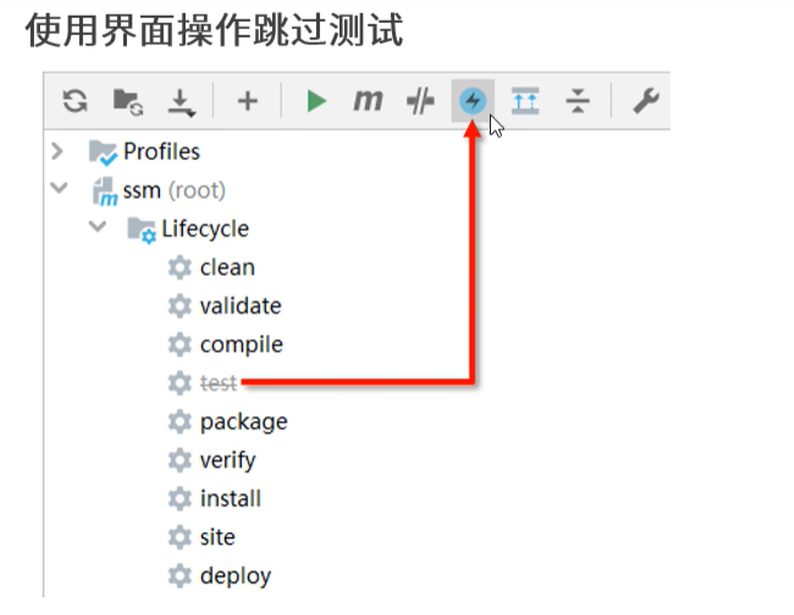 使用界面操作跳过测试
m
Profiles
ssm (root)
Lifecycle
clean
validate
compile
test
package
verify
install
site
deploy